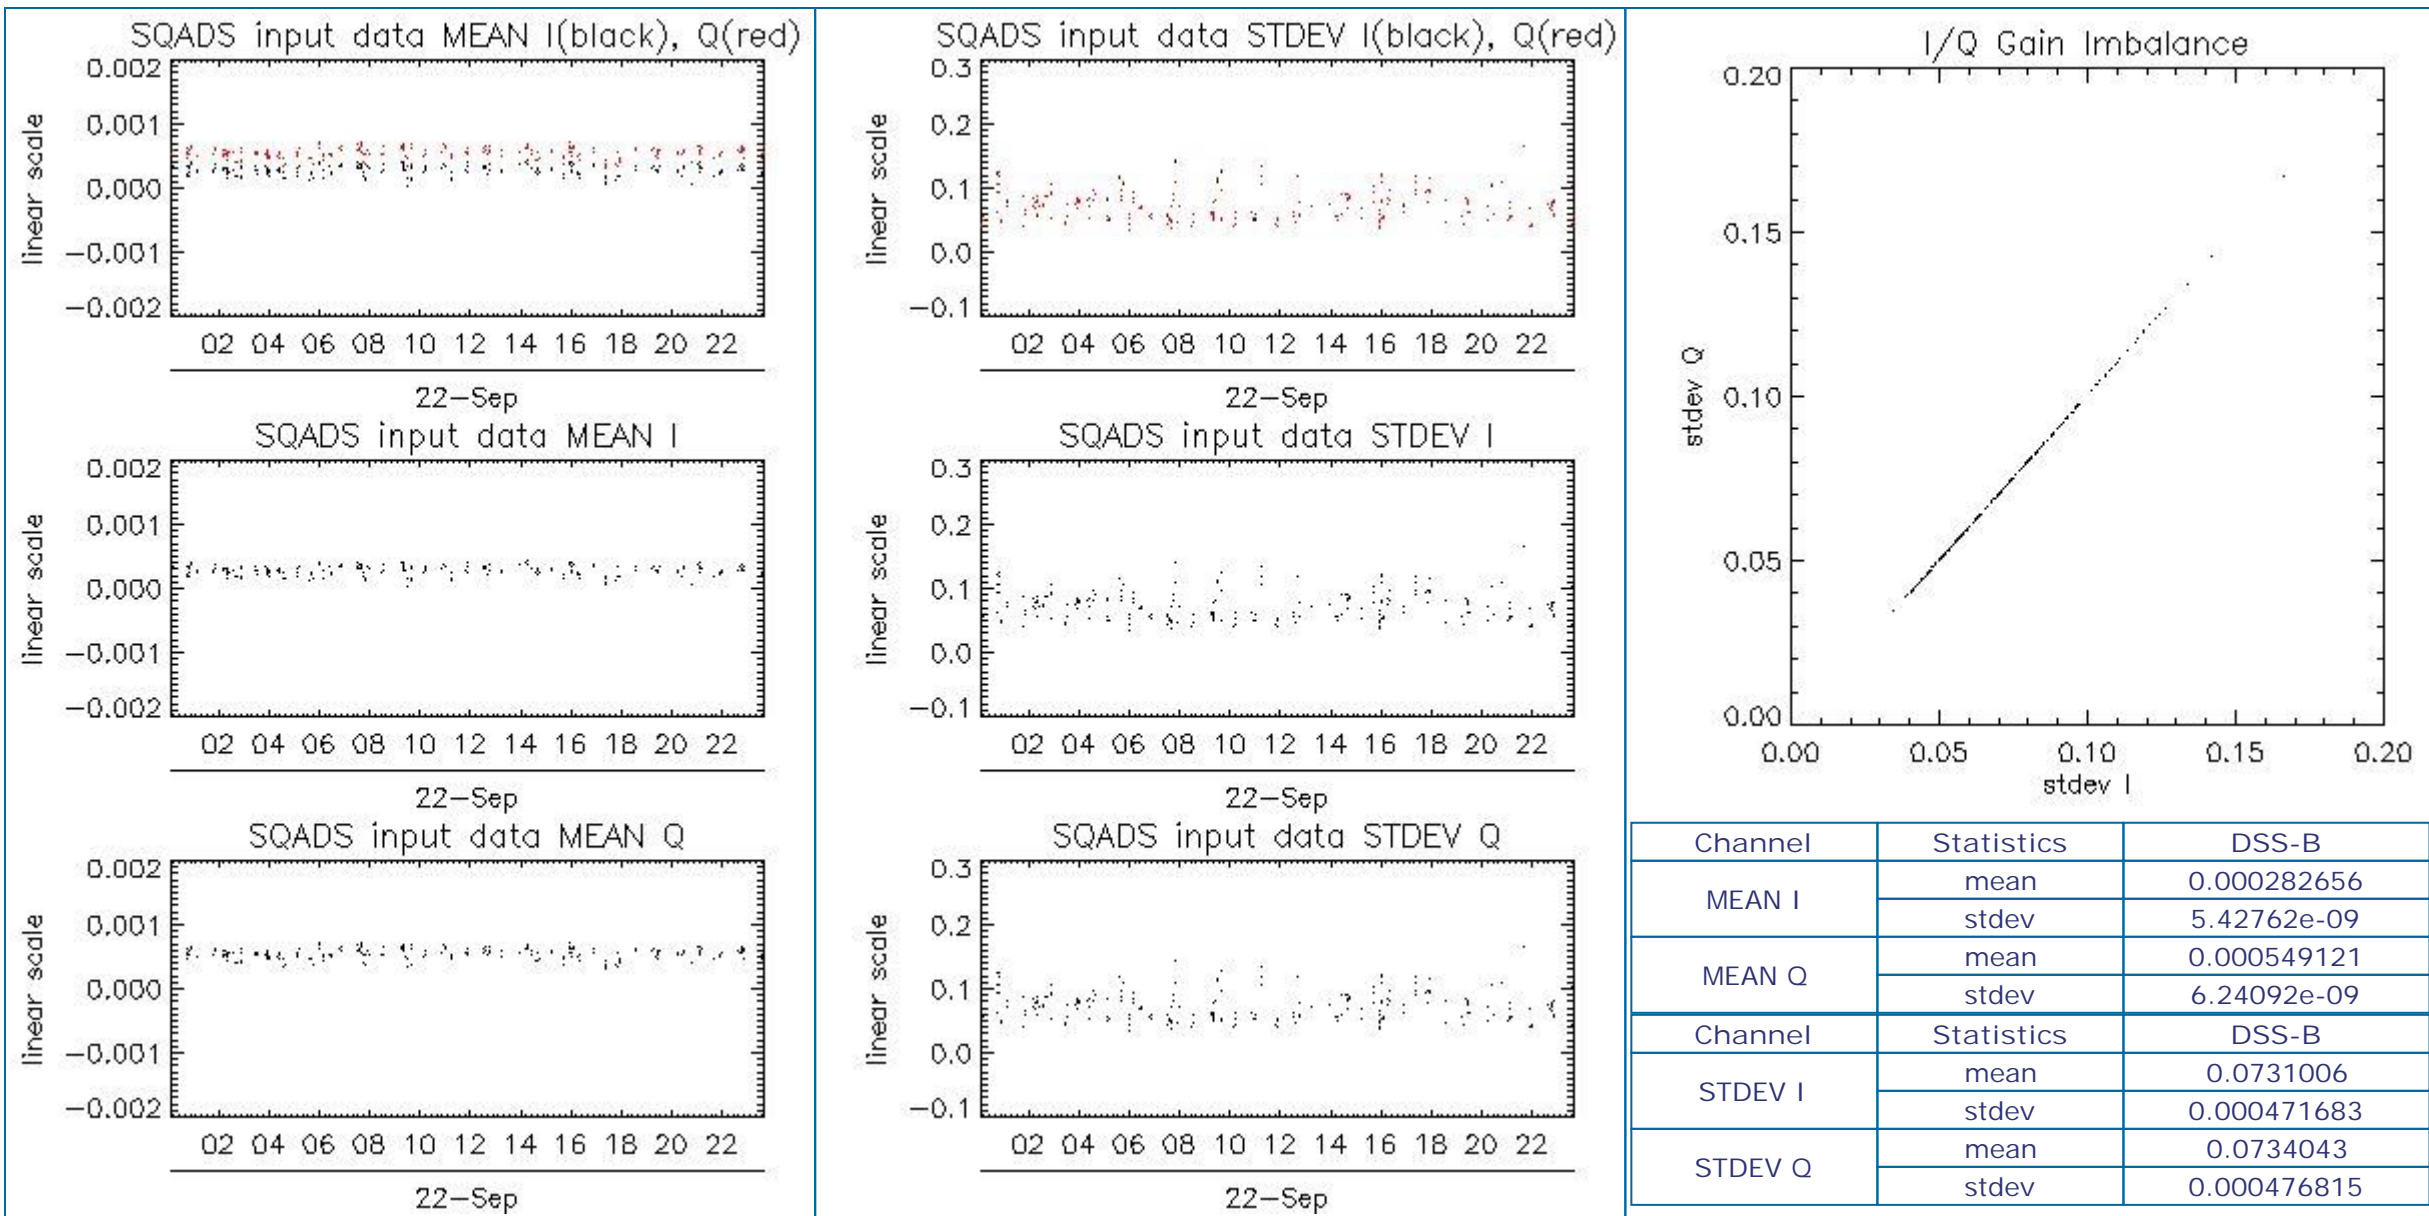 SQADS input data MEAN I(black), Q(red)
0.002
0.001
0.000
−0.001
−0.002
linear scale
02 04 06 08 10 12 14 16 18 20 22
22−Sep
SQADS input data MEAN I
0.002
0.001
0.000
−0.001
−0.002
linear scale
02 04 06 08 10 12 14 16 18 20 22
22−Sep
SQADS input data MEAN Q
0.002
0.001
0.000
−0.001
−0.002
linear scale
02 04 06 08 10 12 14 16 18 20 22
22−Sep
SQADS input data STDEV I(black), Q(red)
0.3
0.2
0.1
0.0
−0.1
linear scale
02 04 06 08 10 12 14 16 18 20 22
22−Sep
SQADS input data STDEV I
0.3
0.2
0.1
0.0
−0.1
linear scale
02 04 06 08 10 12 14 16 18 20 22
22−Sep
SQADS input data STDEV Q
0.3
0.2
0.1
0.0
−0.1
linear scale
02 04 06 08 10 12 14 16 18 20 22
22−Sep
I/Q Gain Imbalance
0.20
0.15
0.10
0.05
0.00
stdev Q
0.00 0.05 0.10 0.15 0.20
stdev I
Channel Statistics DSS-B
MEAN I mean 0.000282656
stdev 5.42762e-09
MEAN Q mean 0.000549121
stdev 6.24092e-09
Channel Statistics DSS-B
STDEV I mean 0.0731006
stdev 0.000471683
STDEV Q mean 0.0734043
stdev 0.000476815